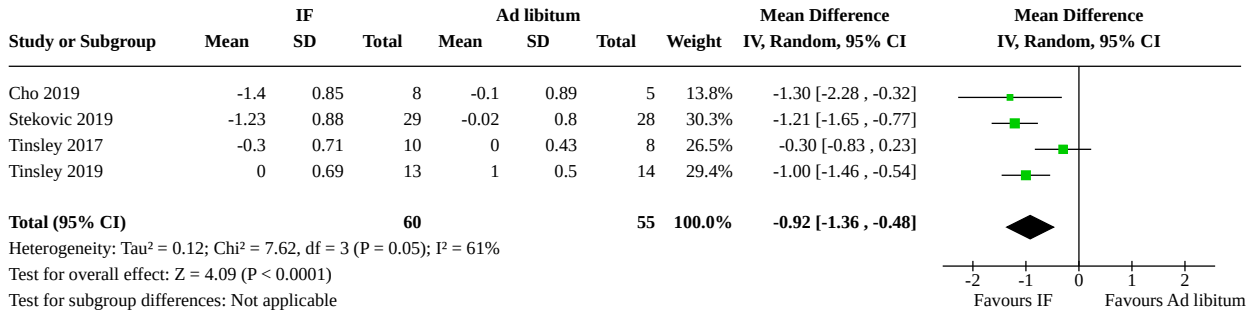 IF Ad libitum Mean Difference Mean Difference
Study or Subgroup Mean SD Total Mean SD Total Weight IV, Random, 95% CI IV, Random, 95% CI
Cho 2019 -1.4 0.85 8 -0.1 0.89 5 13.8% -1.30 [-2.28 , -0.32]
Stekovic 2019 -1.23 0.88 29 -0.02 0.8 28 30.3% -1.21 [-1.65 , -0.77]
Tinsley 2017 -0.3 0.71 10 0 0.43 8 26.5% -0.30 [-0.83 , 0.23]
Tinsley 2019 0 0.69 13 1 0.5 14 29.4% -1.00 [-1.46 , -0.54]
Total (95% CI) 60 55 100.0% -0.92 [-1.36 , -0.48]
Heterogeneity: Tau² = 0.12; Chi² = 7.62, df = 3 (P = 0.05); I² = 61%
Test for overall effect: Z = 4.09 (P < 0.0001)
-2 -1 0 1 2
Test for subgroup differences: Not applicable
Favours IF Favours Ad libitum